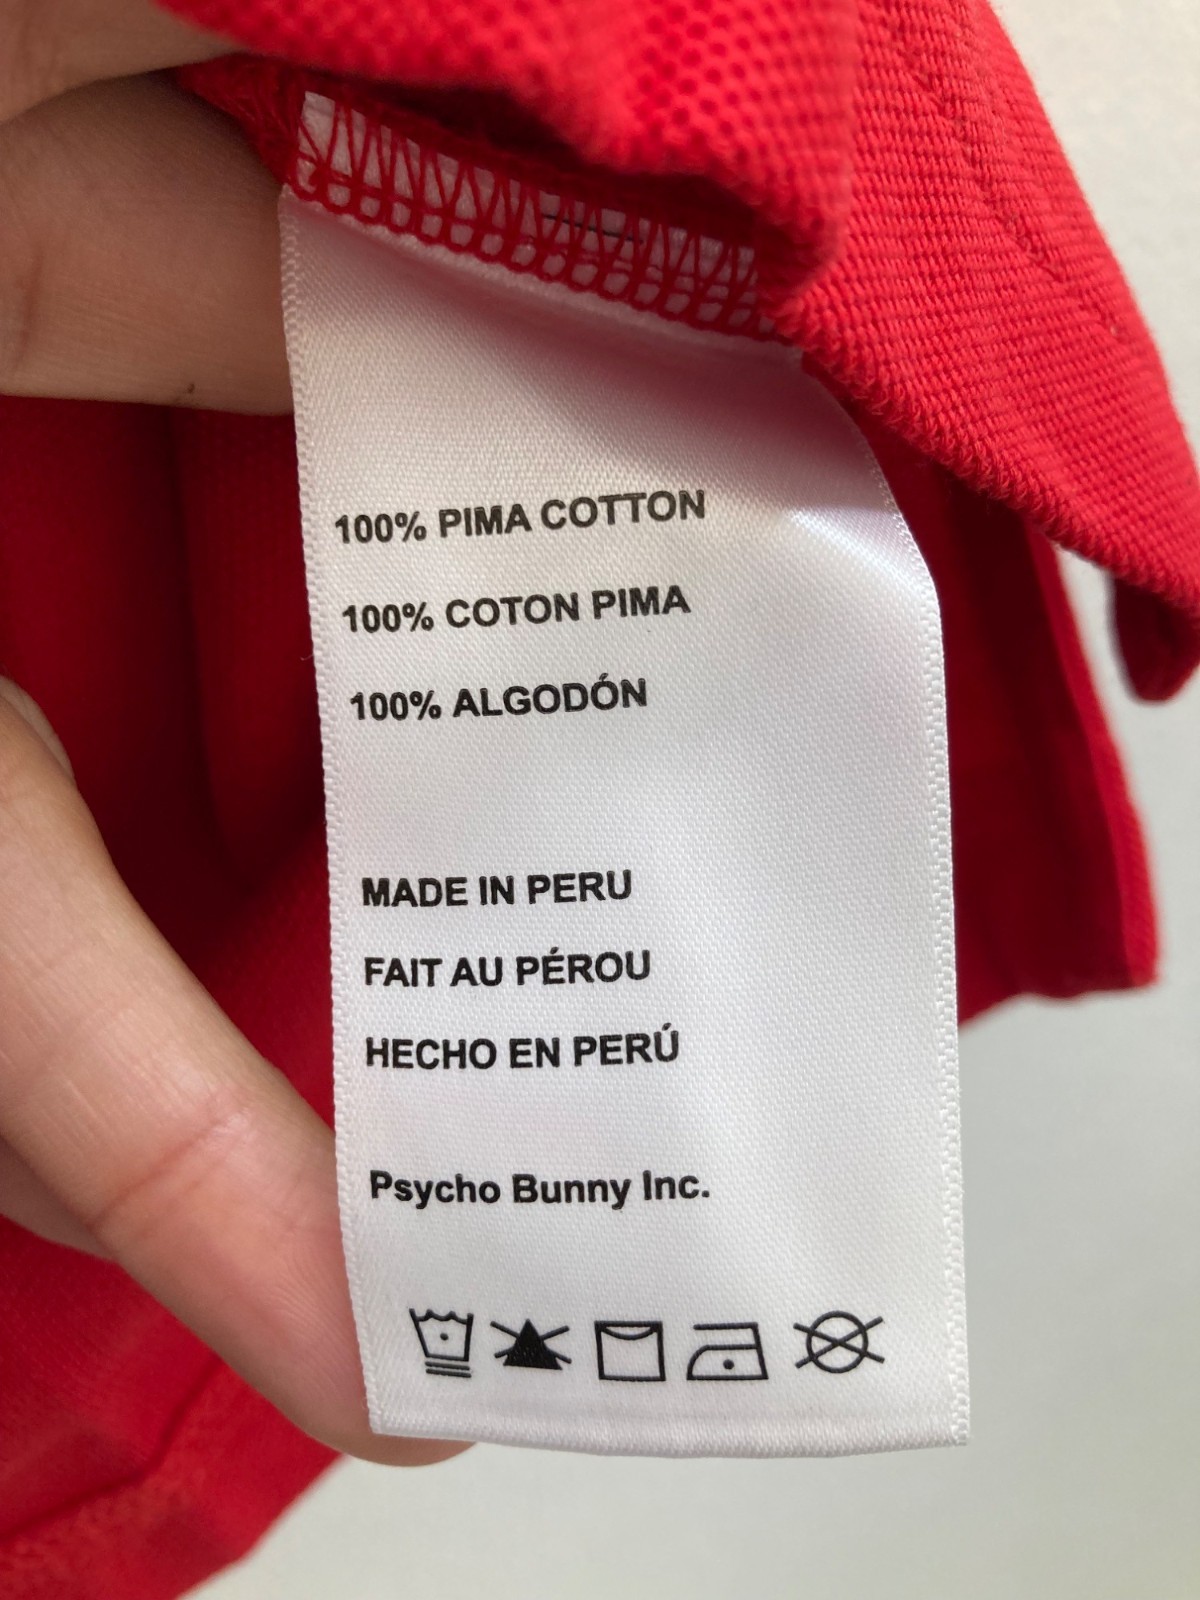 100% PIMA COTTON
100% COTON PIMA
100% ALGODÓN
MADE IN PERU
FAIT AU PÉROU
HECHO EN PERÚ
Psycho Bunny Inc.